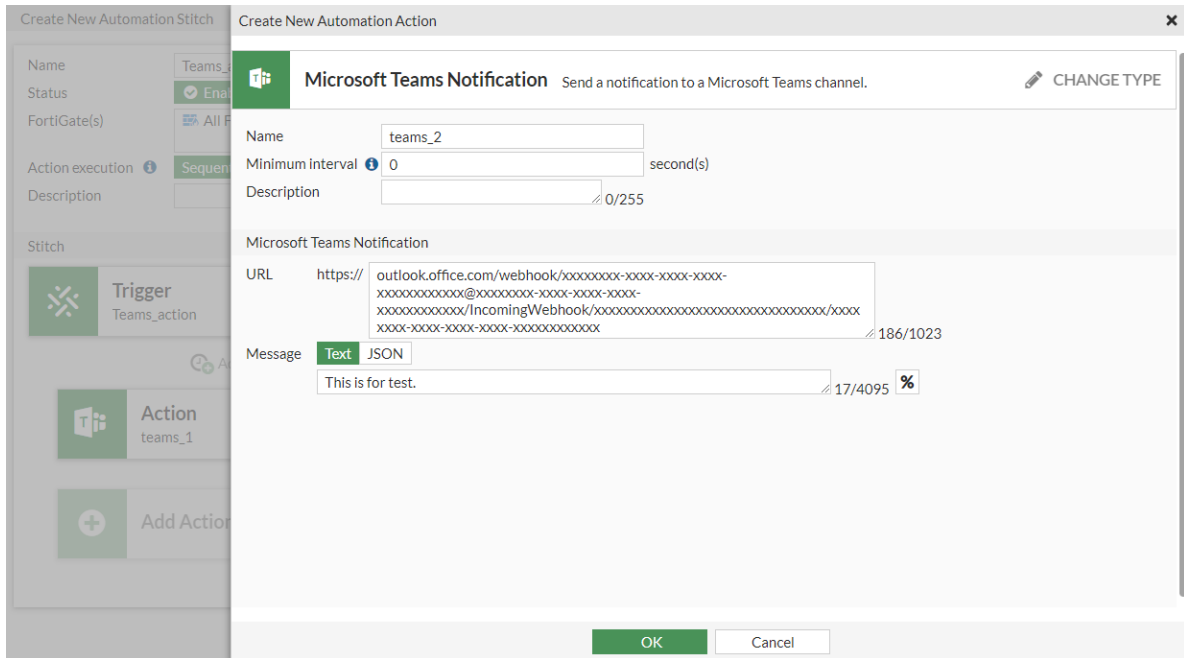 Create New Automation Stitch
Create New Automation Action
Name
Teams_
Status
Enab
FortiGate(s)
All F
Action execution
Sequen
Description
Stitch
Trigger
Teams_action
Action
teams_1
Add Action
Microsoft Teams Notification Send a notification to a Microsoft Teams channel.
CHANGE TYPE
Name teams_2
Minimum interval 0 second(s)
Description 0/255
Microsoft Teams Notification
URL https:// outlook.office.com/webhook/xxxxxxxx-xxxx-xxxx-xxxx-
xxxxxxxxxxxx@xxxxxxxx-xxxx-xxxx-xxxx-
xxxxxxxxxxxx/IncomingWebhook/xxxxxxxxxxxxxxxxxxxxxxxxxxxxxxxx/xxxx
xxxx-xxxx-xxxx-xxxx-xxxxxxxxxxxx
186/1023
Message Text JSON
This is for test.
17/4095 %
OK Cancel